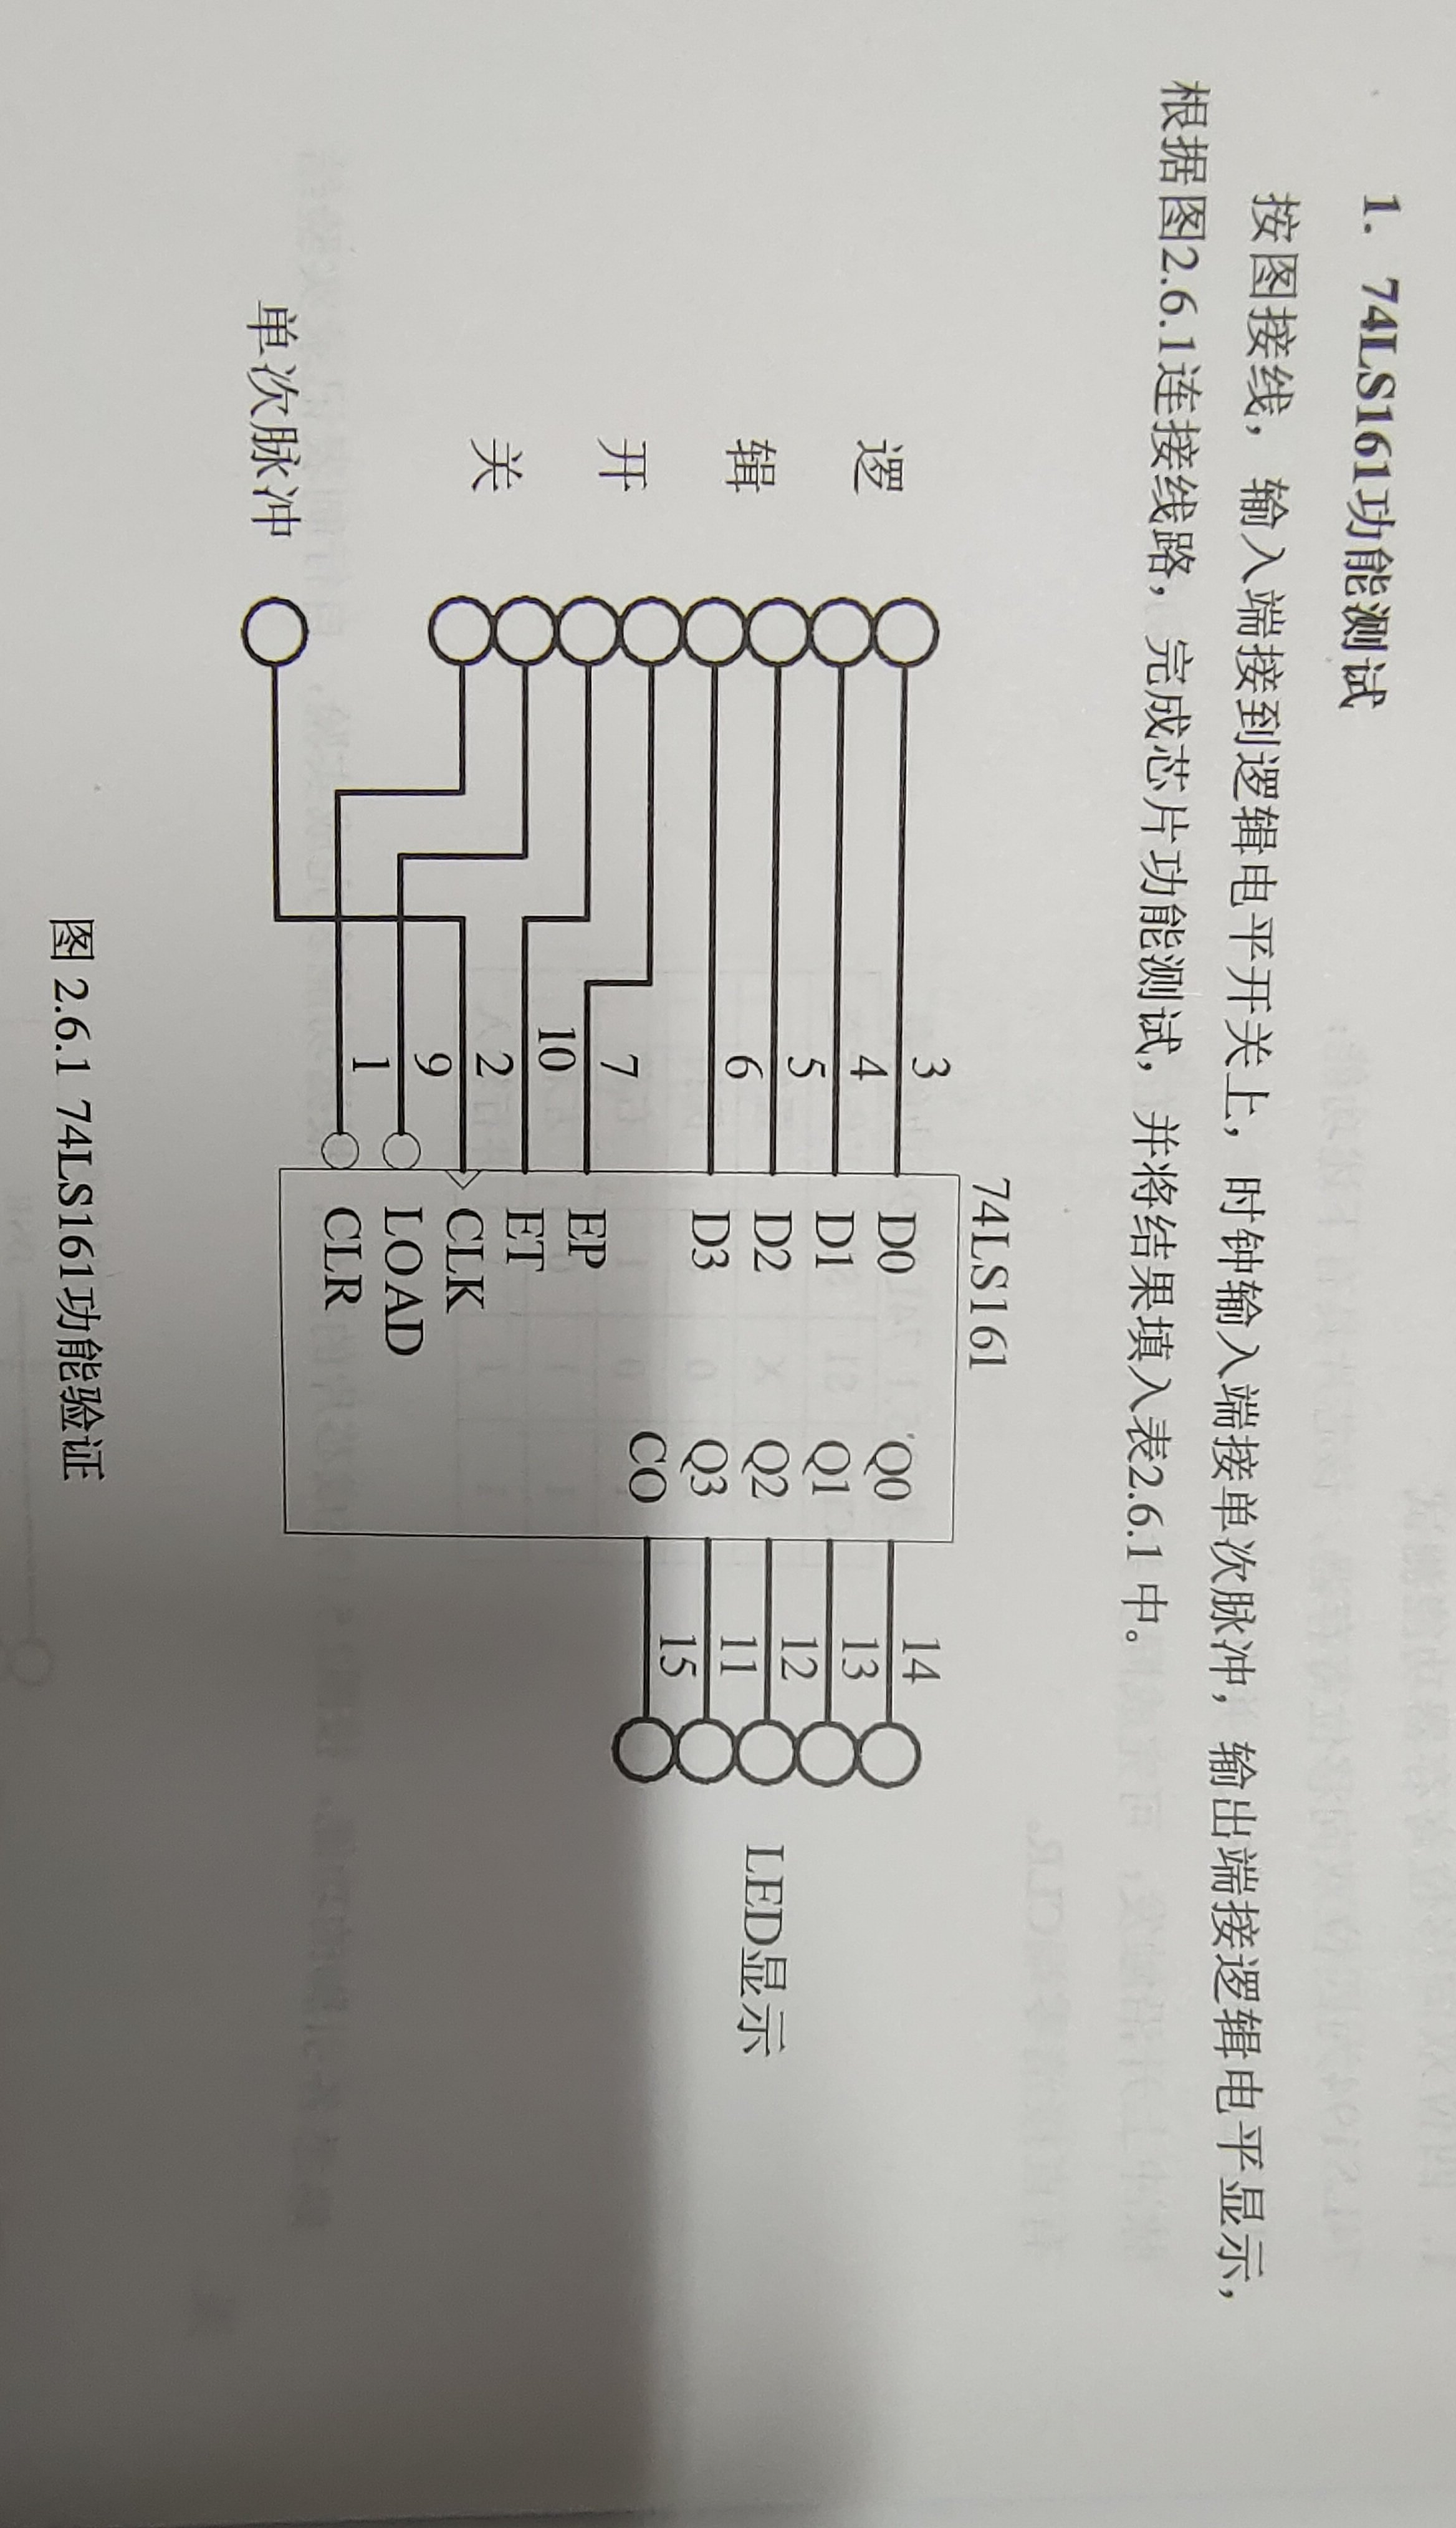 1. 74LS161功能测试
按图接线，输入端接到逻辑电平开关上，时钟输入端接单次脉冲，输出端接逻辑电平显示，
根据图2.6.1连接线路，完成芯片功能测试，并将结果填入表2.6.1 中。
74LS161
逻
辑
开
关
单次脉冲
3
4
5
6
7
10
2
9
1
D0
D1
D2
D3
EP
ET
CLK
LOAD
CLR
Q0
Q1
Q2
Q3
CO
14
13
12
11
15
LED显示
图 2.6.1 74LS161功能验证